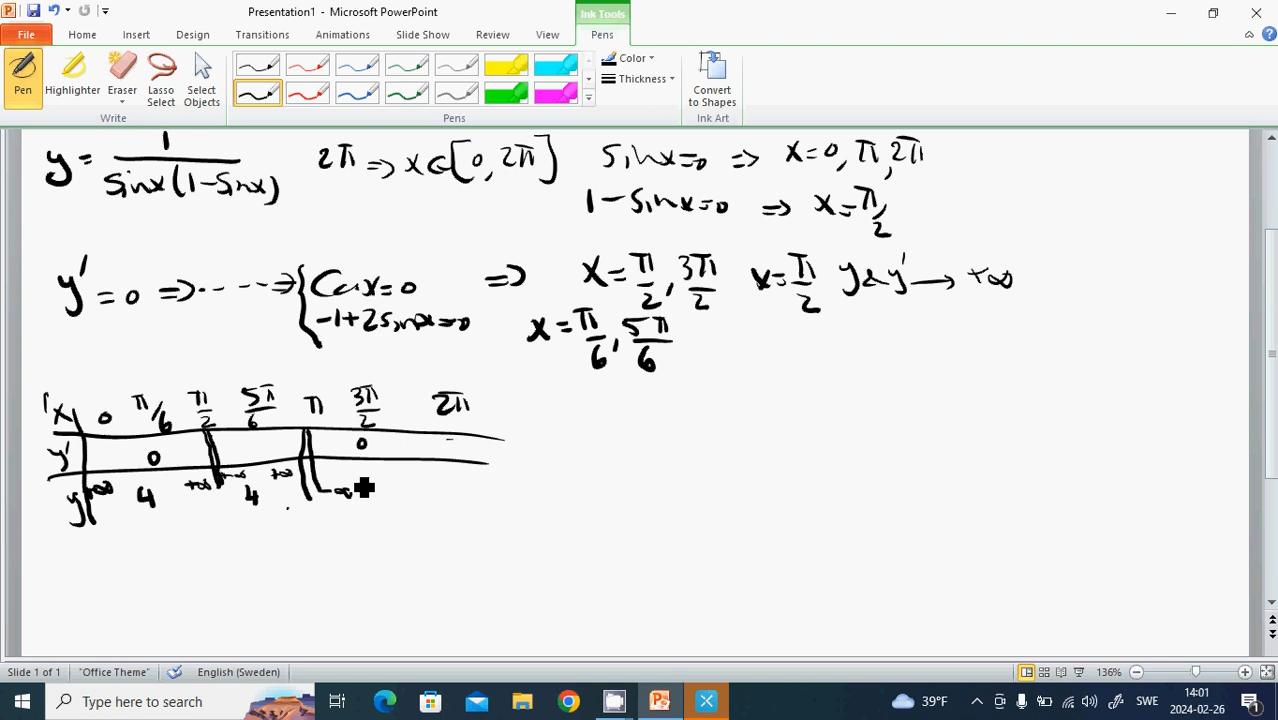 Presentation1 - Microsoft PowerPoint
Ink Tools
File Home Insert Design Transitions Animations Slide Show Review View Pens
Pen Highlighter Eraser Lasso Select Select Objects
Color Thickness
Convert to Shapes
Write Pens Ink Art
y = 1/(sinx(1-sinx)) 2π => x∈[0, 2π] sinx=0 => x=0, π, 2π
1-sinx=0 => x=π/2
y' = 0 => ----> { Cosx=0 => x=π/2, 3π/2 x=π/2 y & y' → +∞
-1+2sinx=0 x=π/6, 5π/6
x 0 π/6 π/2 5π/6 π 3π/2 2π
y' 0 0
y +∞ 4 +∞ +∞ 4 +∞ -∞
Slide 1 of 1 "Office Theme" English (Sweden) 136%
Type here to search 39°F SWE 14:01
2024-02-26